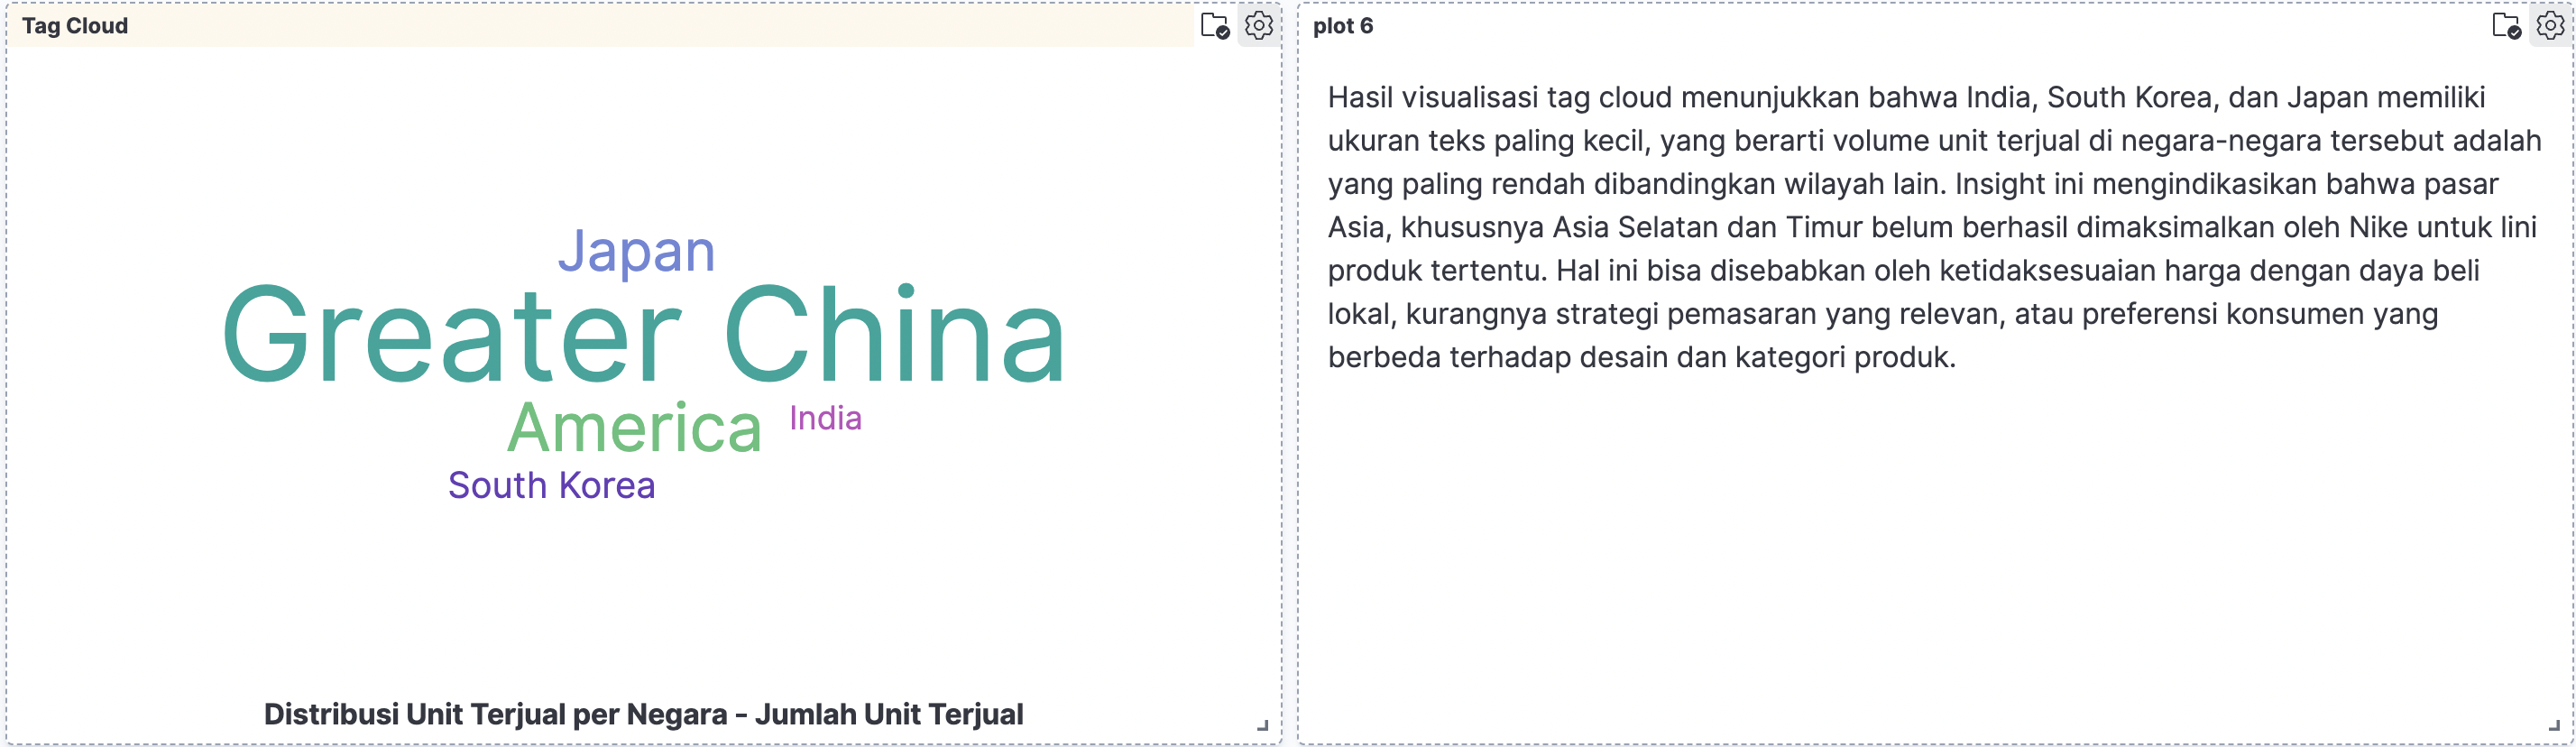 Tag Cloud
Japan
Greater China
America India
South Korea
Distribusi Unit Terjual per Negara - Jumlah Unit Terjual
plot 6
Hasil visualisasi tag cloud menunjukkan bahwa India, South Korea, dan Japan memiliki
ukuran teks paling kecil, yang berarti volume unit terjual di negara-negara tersebut adalah
yang paling rendah dibandingkan wilayah lain. Insight ini mengindikasikan bahwa pasar
Asia, khususnya Asia Selatan dan Timur belum berhasil dimaksimalkan oleh Nike untuk lini
produk tertentu. Hal ini bisa disebabkan oleh ketidaksesuaian harga dengan daya beli
lokal, kurangnya strategi pemasaran yang relevan, atau preferensi konsumen yang
berbeda terhadap desain dan kategori produk.